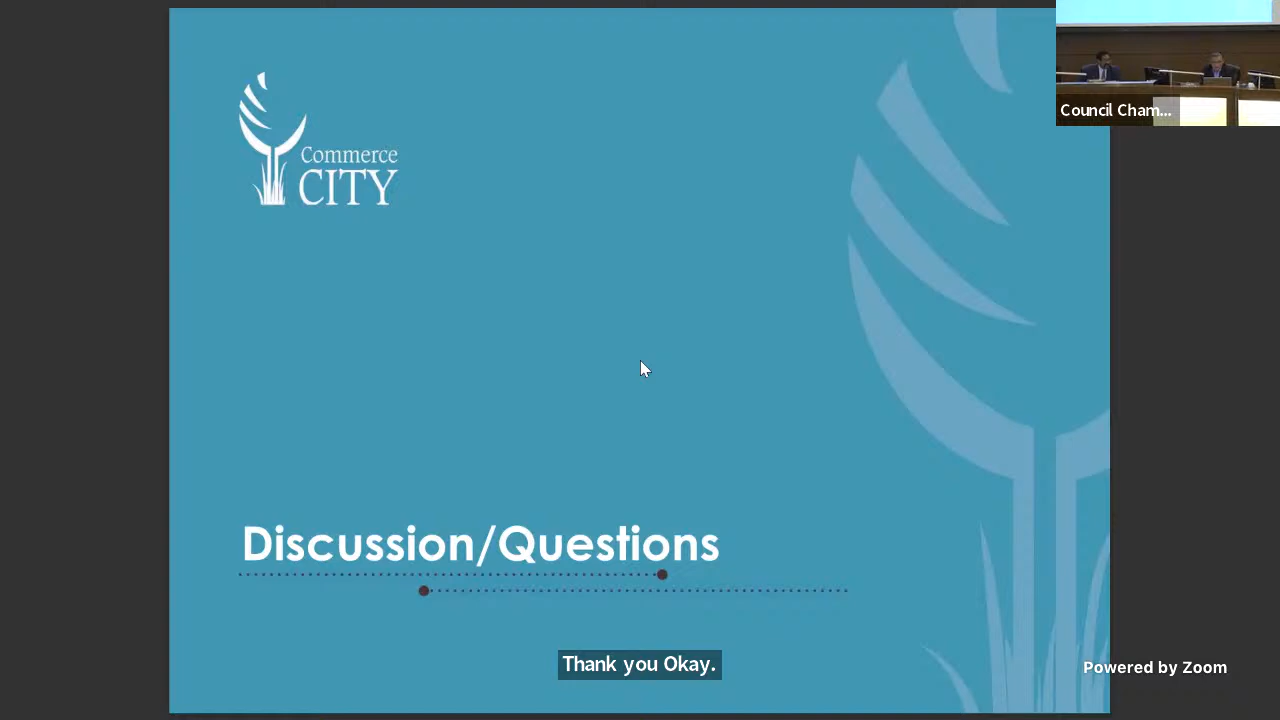 Council Cham...
Commerce
CITY
Discussion/Questions
Thank you Okay.
Powered by Zoom